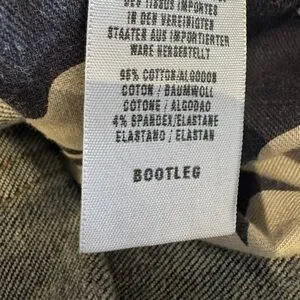 DES TISSUS IMPORTES
IN DEN VEREINIGTEN
STAATEN AUS IMPORTIERTER
WARE HERGESTELLT
96% COTTON/ALGODON
COTON / BAUMWOLL
COTONE / ALGODAO
4% SPANDEX/ELASTANE
ELASTANO / ELASTAN
BOOTLEG